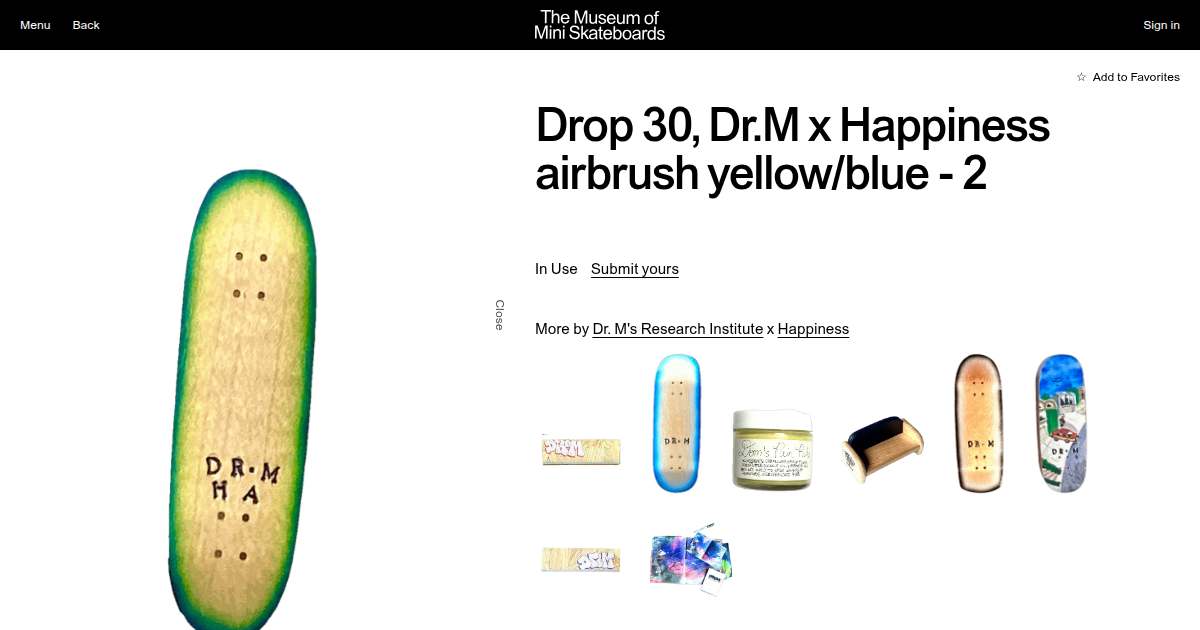 Menu
Back
The Museum of
Mini Skateboards
Sign in
☆ Add to Favorites
Drop 30, Dr.M x Happiness
airbrush yellow/blue - 2
In Use
Submit yours
Close
More by Dr. M's Research Institute x Happiness
DR·M
HA
DR·M
DR·M